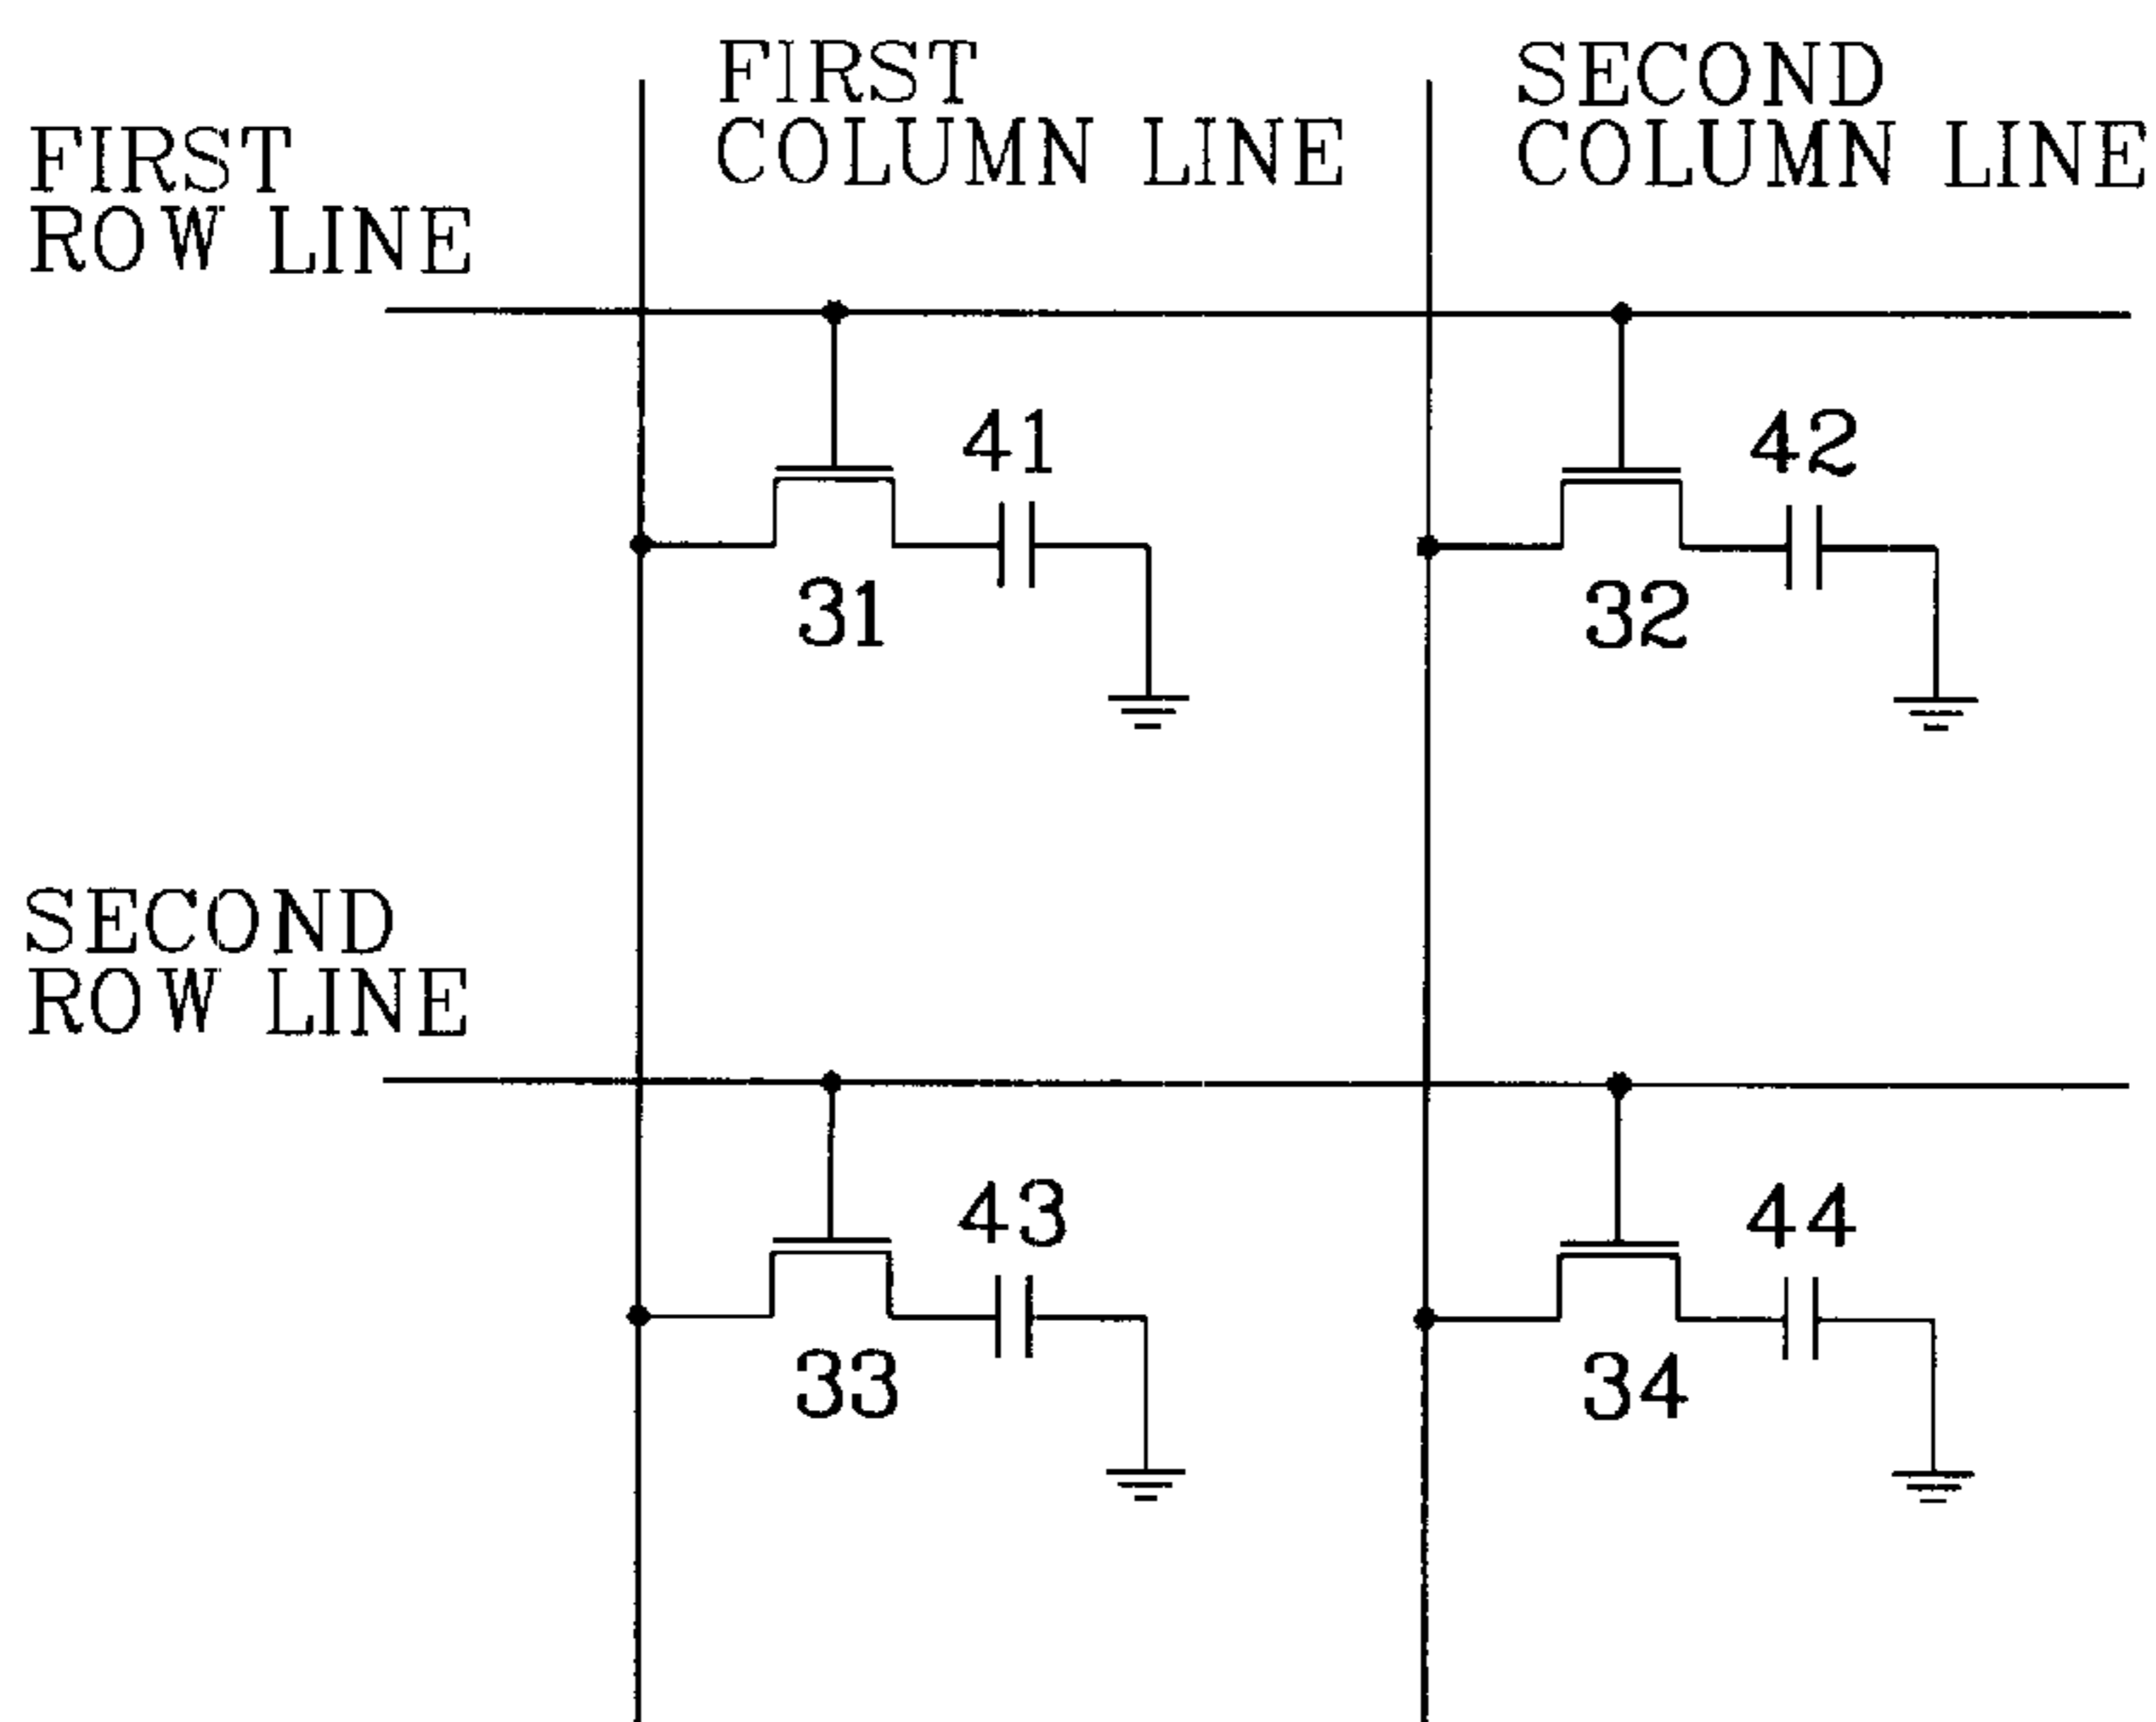 FIRST
COLUMN LINE
SECOND
COLUMN LINE
FIRST
ROW LINE
41
42
31
32
SECOND
ROW LINE
43
44
33
34